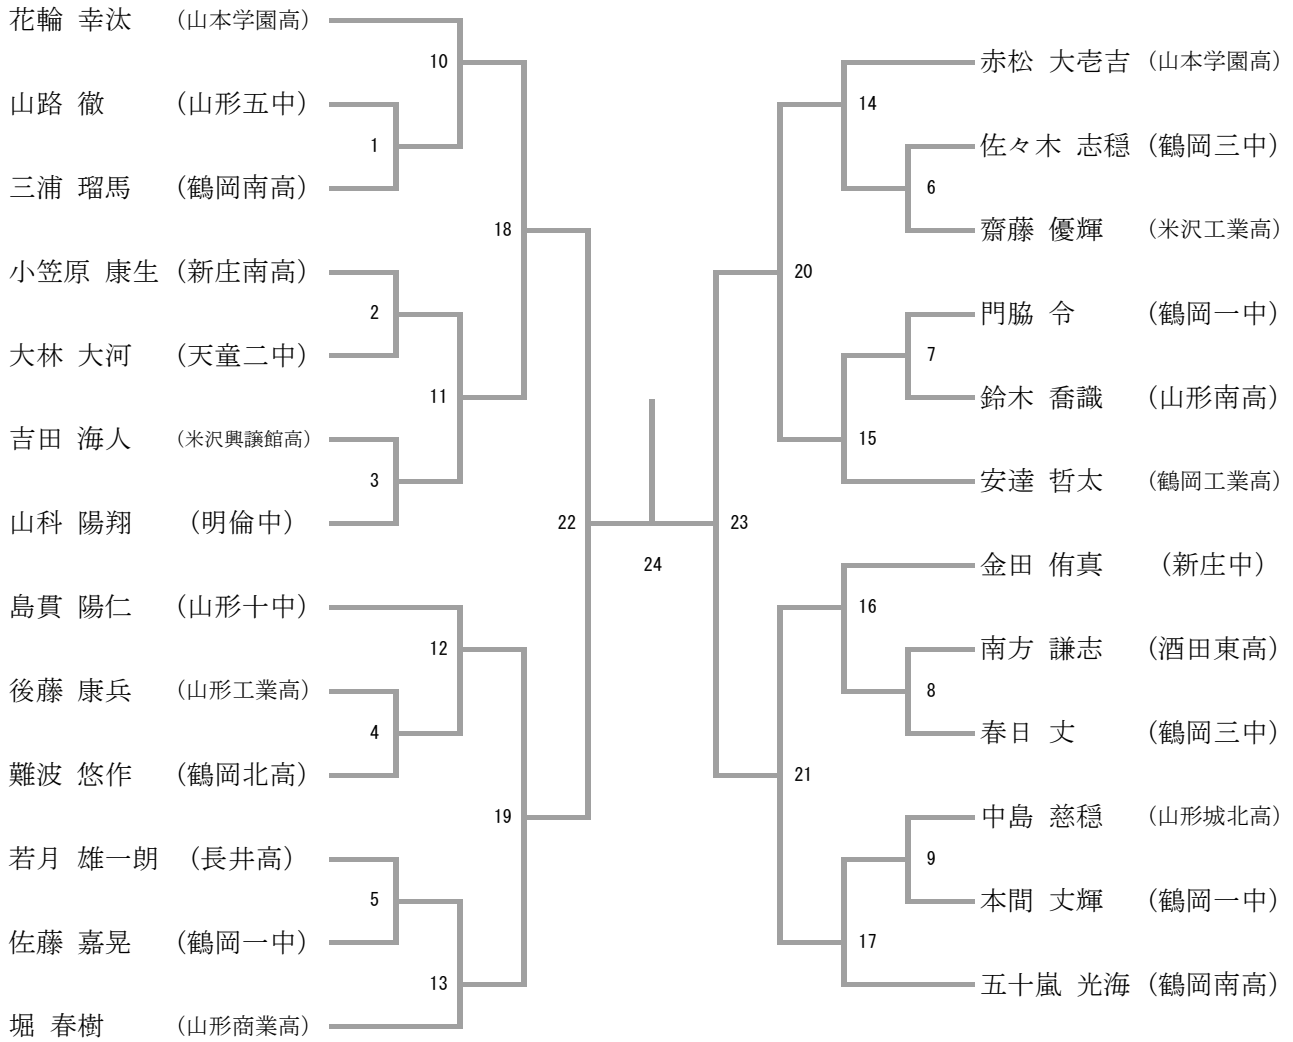 花輪 幸汰 (山本学園高)
10
山路 徹 (山形五中)
1
三浦 瑠馬 (鶴岡南高)
18
小笠原 康生 (新庄南高)
2
大林 大河 (天童二中)
11
吉田 海人 (米沢興譲館高)
3
山科 陽翔 (明倫中)
22
島貫 陽仁 (山形十中)
12
後藤 康兵 (山形工業高)
4
難波 悠作 (鶴岡北高)
19
若月 雄一朗 (長井高)
5
佐藤 嘉晃 (鶴岡一中)
13
堀 春樹 (山形商業高)
24
赤松 大壱吉 (山本学園高)
14
佐々木 志穏 (鶴岡三中)
6
齋藤 優輝 (米沢工業高)
20
門脇 令 (鶴岡一中)
7
鈴木 喬識 (山形南高)
15
安達 哲太 (鶴岡工業高)
23
金田 侑真 (新庄中)
16
南方 謙志 (酒田東高)
8
春日 丈 (鶴岡三中)
21
中島 慈穏 (山形城北高)
9
本間 丈輝 (鶴岡一中)
17
五十嵐 光海 (鶴岡南高)